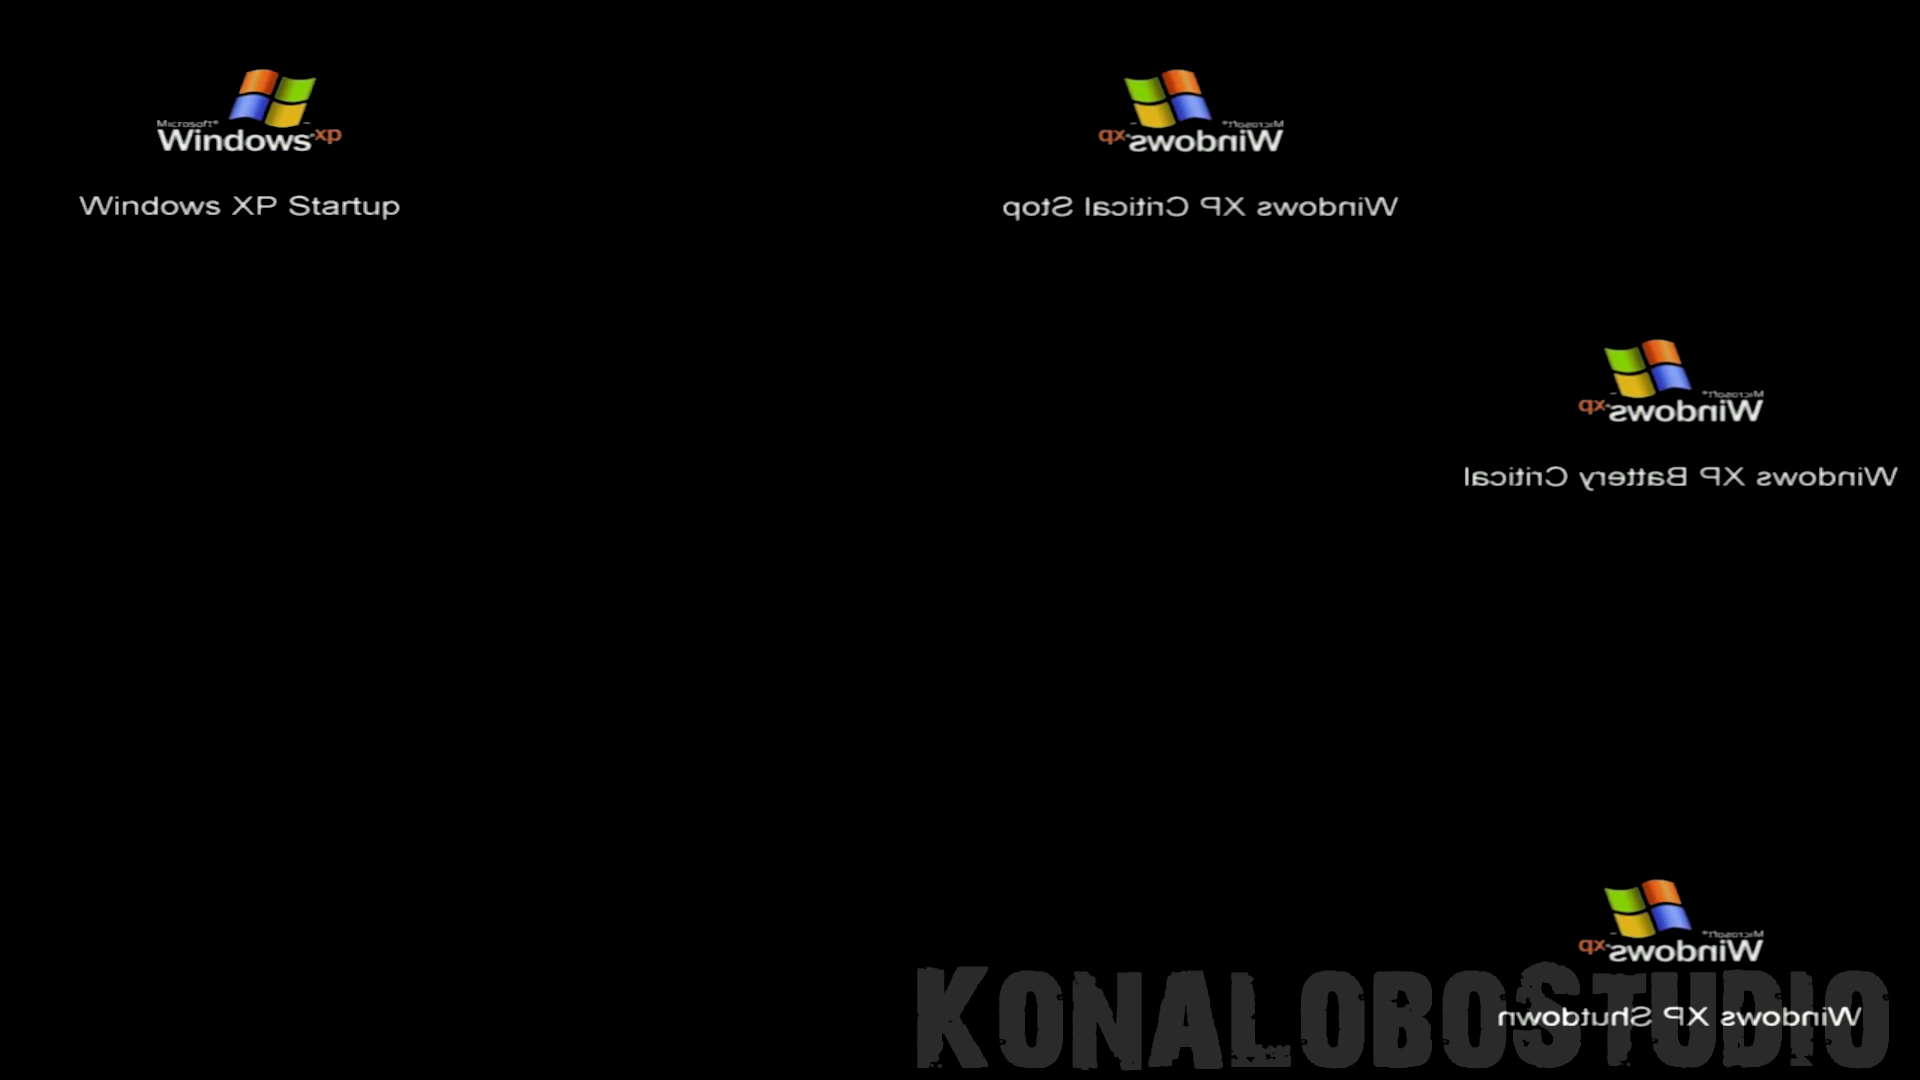 Microsoft®
Windows xp
Windows XP Startup
Microsoft®
Windows xp
Windows XP Critical Stop
Microsoft®
Windows xp
Windows XP Battery Critical
Microsoft®
Windows xp
Windows XP Shutdown
KONALOBOSTUDIO